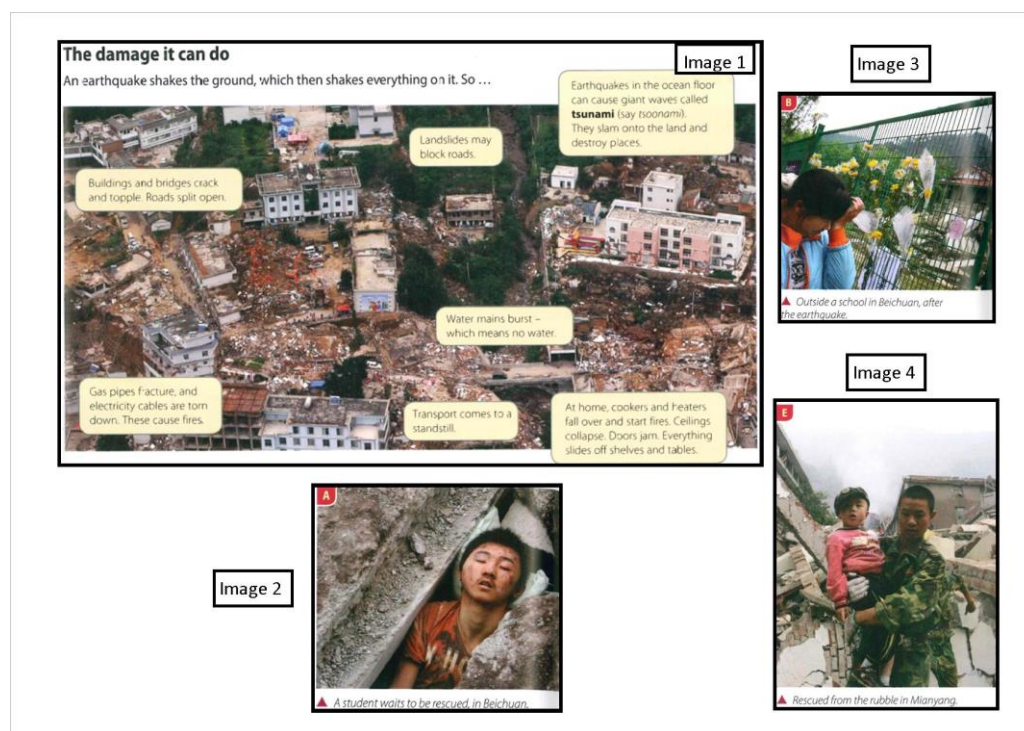 The damage it can do
An earthquake shakes the ground, which then shakes everything on it. So ...
Image 1
Earthquakes in the ocean floor
can cause giant waves called
tsunami (say tsoonami).
They slam onto the land and
destroy places.
Landslides may
block roads.
Buildings and bridges crack
and topple. Roads split open.
Water mains burst –
which means no water.
Gas pipes fracture, and
electricity cables are torn
down. These cause fires.
Transport comes to a
standstill.
At home, cookers and heaters
fall over and start fires. Ceilings
collapse. Doors jam. Everything
slides off shelves and tables.
Image 3
B
▲ Outside a school in Beichuan, after
the earthquake.
Image 4
E
▲ Rescued from the rubble in Mianyang.
Image 2
A
▲ A student waits to be rescued, in Beichuan.